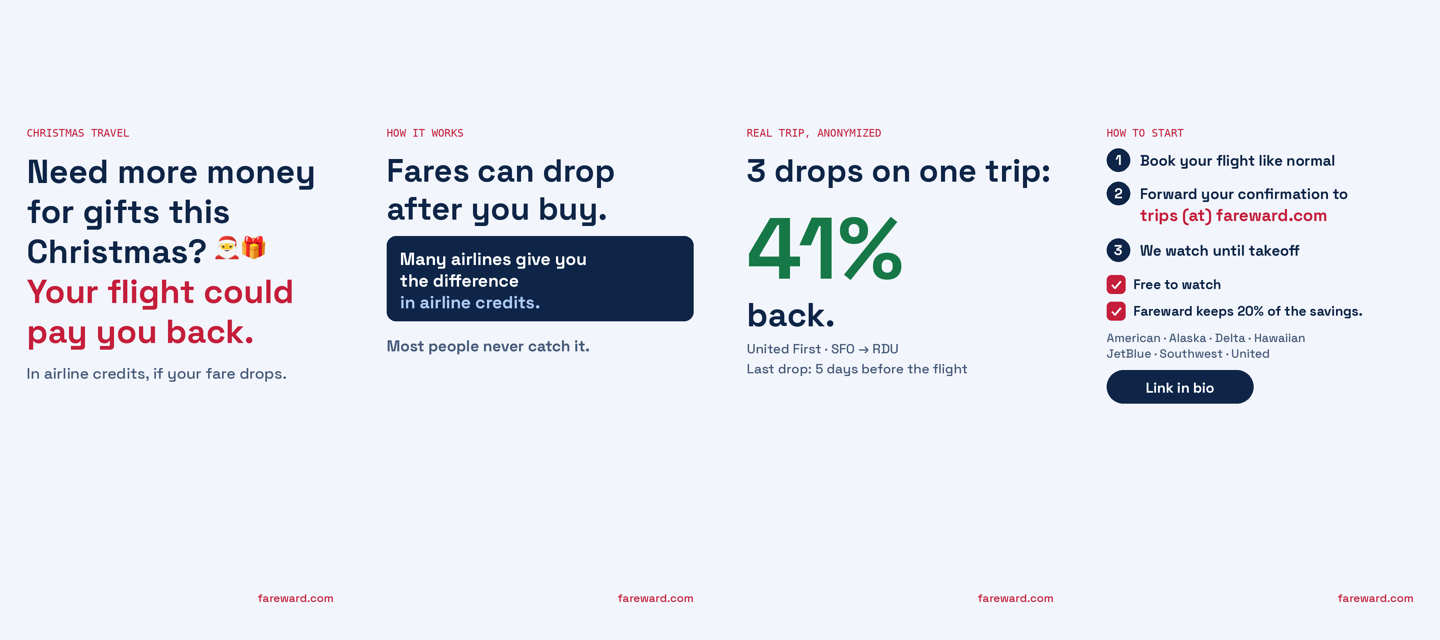 CHRISTMAS TRAVEL
Need more money
for gifts this
Christmas? 🎅🎁
Your flight could
pay you back.
In airline credits, if your fare drops.
fareward.com
HOW IT WORKS
Fares can drop
after you buy.
Many airlines give you
the difference
in airline credits.
Most people never catch it.
fareward.com
REAL TRIP, ANONYMIZED
3 drops on one trip:
41%
back.
United First · SFO → RDU
Last drop: 5 days before the flight
fareward.com
HOW TO START
1 Book your flight like normal
2 Forward your confirmation to
trips (at) fareward.com
3 We watch until takeoff
Free to watch
Fareward keeps 20% of the savings.
American · Alaska · Delta · Hawaiian
JetBlue · Southwest · United
Link in bio
fareward.com